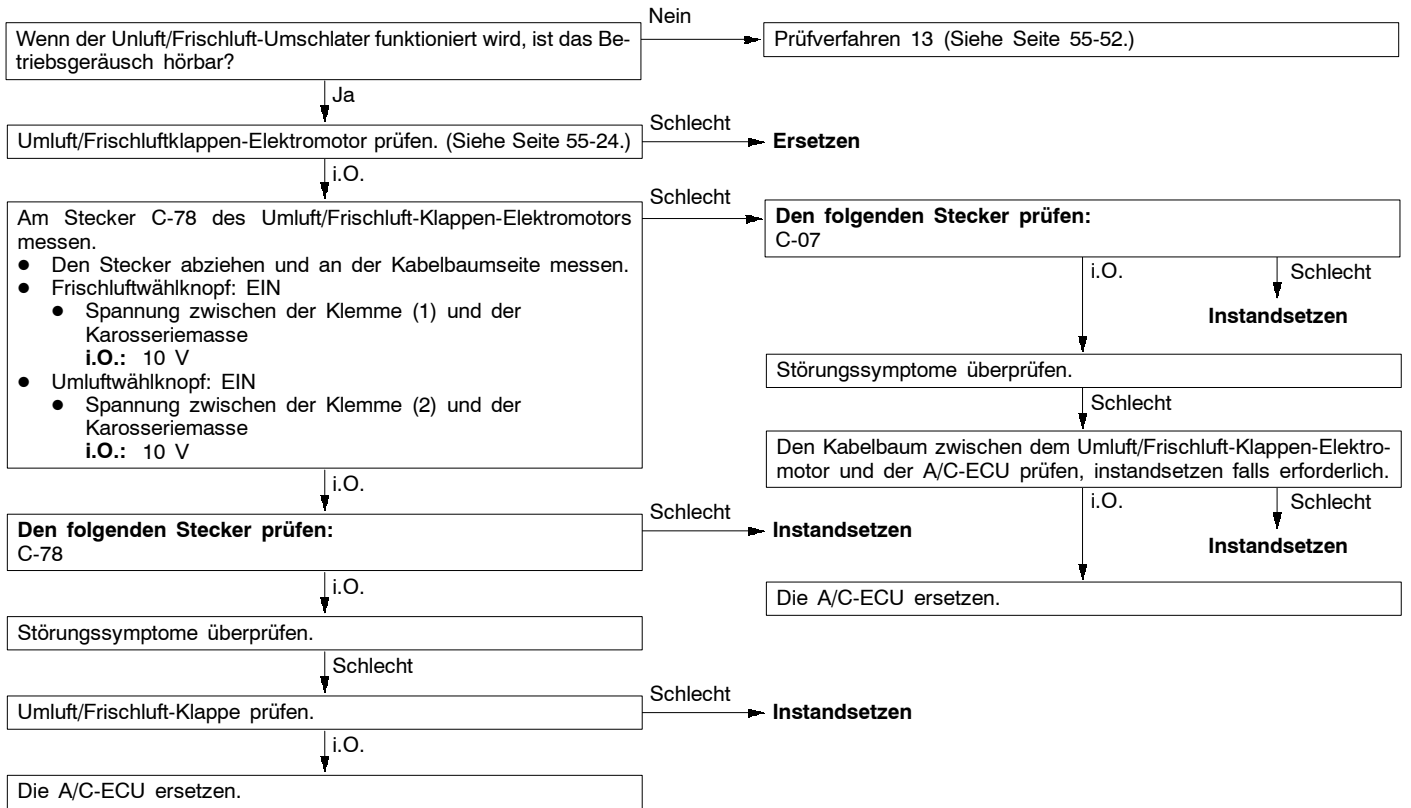 Nein
Wenn der Unluft/Frischluft-Umschlater funktioniert wird, ist das Be-
triebsgeräusch hörbar?
Prüfverfahren 13 (Siehe Seite 55-52.)
Ja
Umluft/Frischluftklappen-Elektromotor prüfen. (Siehe Seite 55-24.)
Schlecht
Ersetzen
i.O.
Am Stecker C-78 des Umluft/Frischluft-Klappen-Elektromotors
messen.
● Den Stecker abziehen und an der Kabelbaumseite messen.
● Frischluftwählknopf: EIN
● Spannung zwischen der Klemme (1) und der
Karosseriemasse
i.O.: 10 V
● Umluftwählknopf: EIN
● Spannung zwischen der Klemme (2) und der
Karosseriemasse
i.O.: 10 V
Schlecht
Den folgenden Stecker prüfen:
C-07
i.O.
Schlecht
Instandsetzen
Störungssymptome überprüfen.
Schlecht
Den Kabelbaum zwischen dem Umluft/Frischluft-Klappen-Elektro-
motor und der A/C-ECU prüfen, instandsetzen falls erforderlich.
i.O.
Schlecht
Instandsetzen
Die A/C-ECU ersetzen.
i.O.
Den folgenden Stecker prüfen:
C-78
Schlecht
Instandsetzen
i.O.
Störungssymptome überprüfen.
Schlecht
Umluft/Frischluft-Klappe prüfen.
Schlecht
Instandsetzen
i.O.
Die A/C-ECU ersetzen.